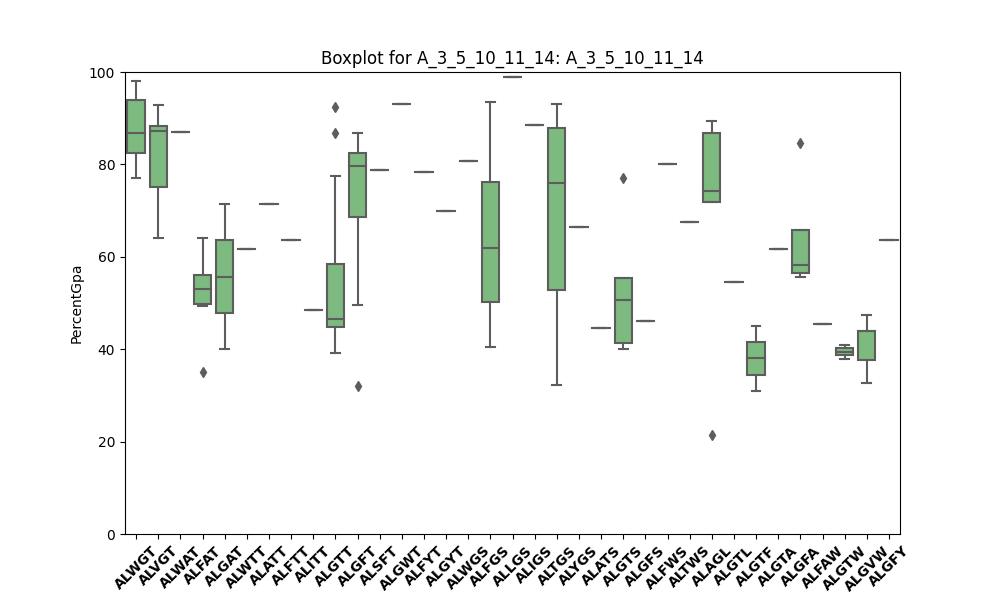 Boxplot for A_3_5_10_11_14: A_3_5_10_11_14
PercentGpa
100
80
60
40
20
0
ALWGT
ALVGT
ALWAT
ALFAT
ALGAT
ALWTT
ALATT
ALFTT
ALITT
ALGTT
ALGFT
ALSFT
ALGWT
ALFYT
ALGYT
ALWGS
ALFGS
ALLGS
ALIGS
ALTGS
ALYGS
ALATS
ALGTS
ALGFS
ALFWS
ALTWS
ALAGL
ALGTL
ALGTF
ALGTA
ALGFA
ALFAW
ALGTW
ALGVW
ALGFY